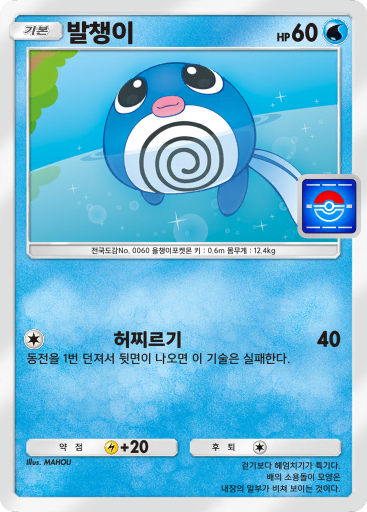 기본 발챙이 HP 60
전국도감No. 0060 올챙이포켓몬 키 : 0.6m 몸무게 : 12.4kg
허찌르기 40
동전을 1번 던져서 뒷면이 나오면 이 기술은 실패한다.
약점 +20 후퇴
Illus. MAHOU
걷기보다 헤엄치기가 특기다.
배의 소용돌이 모양은
내장의 일부가 비쳐 보이는 것이다.